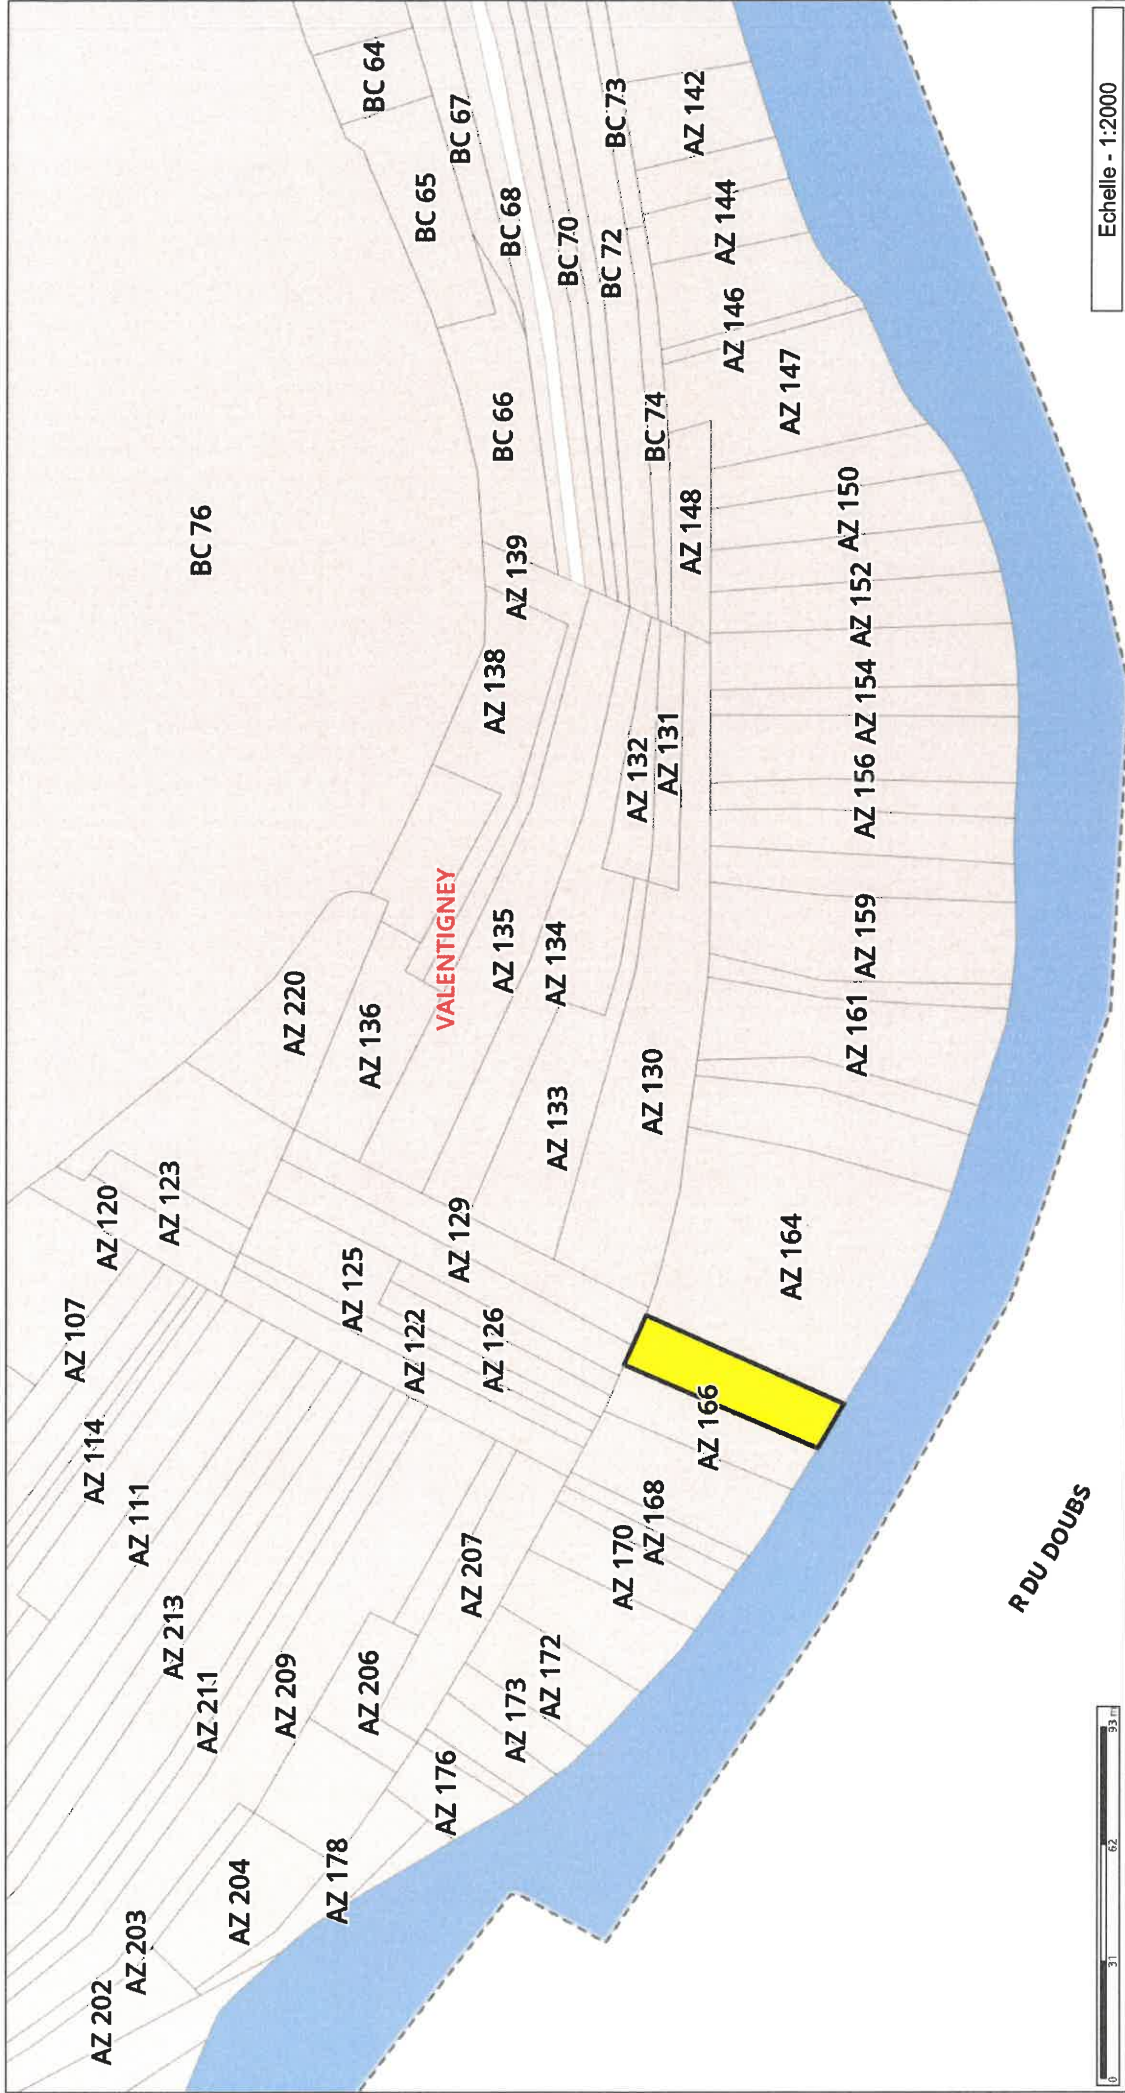 BC 76
BC 64
BC 67
BC 65
BC 68
BC 70
BC 72
BC 73
BC 66
BC 74
AZ 142
AZ 144
AZ 146
AZ 147
AZ 148
AZ 150
AZ 152
AZ 154
AZ 156
AZ 159
AZ 161
AZ 139
AZ 138
AZ 132
AZ 131
VALENTIGNEY
AZ 135
AZ 134
AZ 220
AZ 136
AZ 133
AZ 130
AZ 120
AZ 123
AZ 129
AZ 125
AZ 122
AZ 126
AZ 164
AZ 107
AZ 114
AZ 111
AZ 166
AZ 168
AZ 170
AZ 207
AZ 213
AZ 211
AZ 209
AZ 206
AZ 172
AZ 173
AZ 176
AZ 178
AZ 204
AZ 203
AZ 202
R DU DOUBS
0 31 62 93 m
Echelle - 1:2000